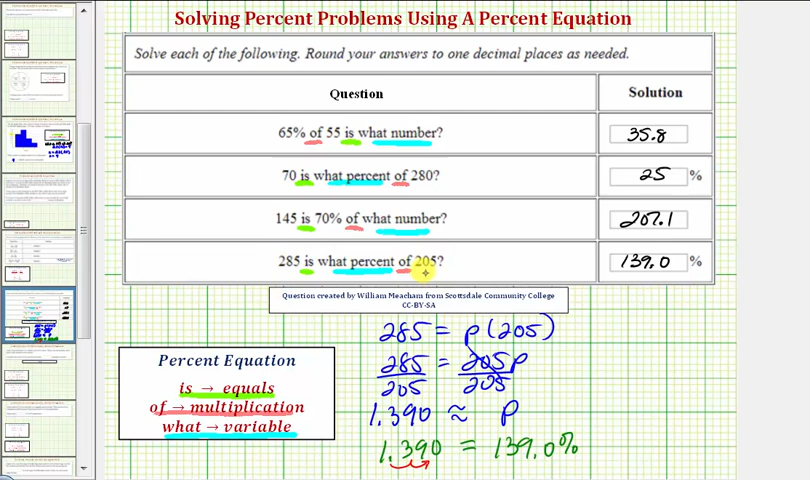 Solving Percent Problems Using A Percent Equation
Solve each of the following. Round your answers to one decimal places as needed.
Question Solution
65% of 55 is what number? 35.8
70 is what percent of 280? 25 %
145 is 70% of what number? 207.1
285 is what percent of 205? 139.0 %
Question created by William Meacham from Scottsdale Community College
CC-BY-SA
285 = p(205)
285 = 205p
205 205
1.390 ≈ p
1.390 = 139.0%
Percent Equation
is → equals
of → multiplication
what → variable